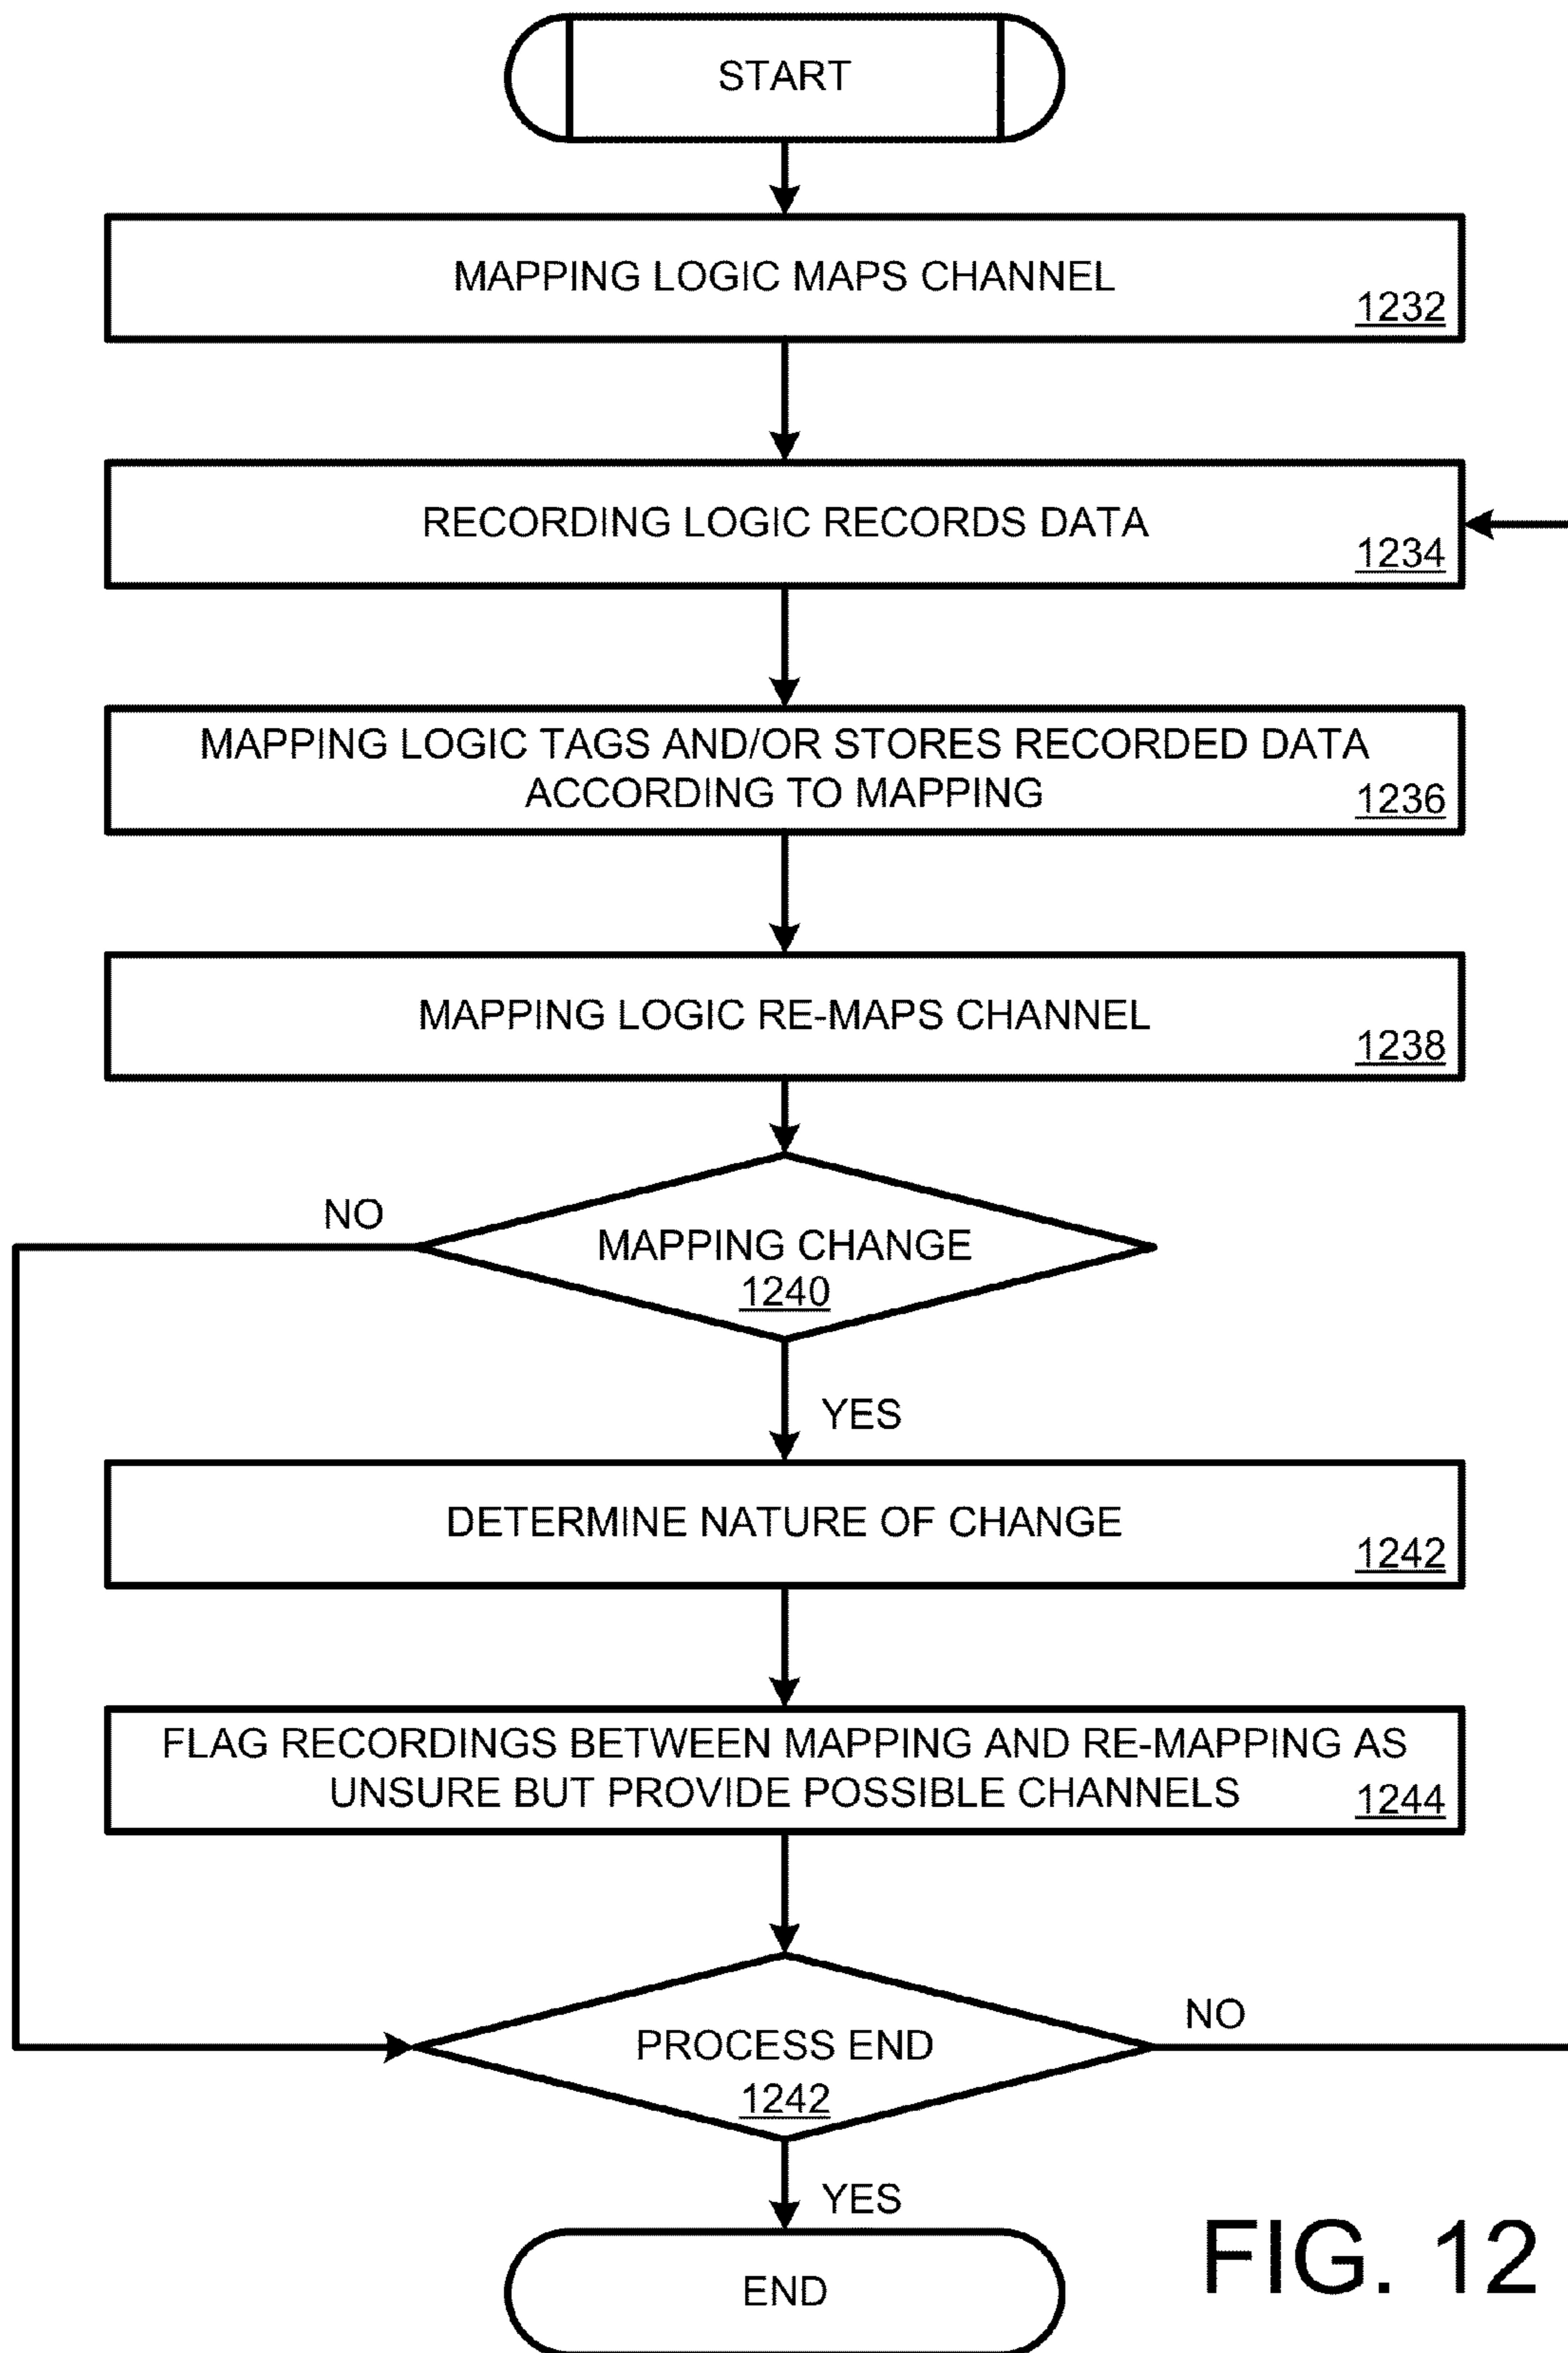 START
MAPPING LOGIC MAPS CHANNEL
1232
RECORDING LOGIC RECORDS DATA
1234
MAPPING LOGIC TAGS AND/OR STORES RECORDED DATA
ACCORDING TO MAPPING
1236
MAPPING LOGIC RE-MAPS CHANNEL
1238
NO
MAPPING CHANGE
1240
YES
DETERMINE NATURE OF CHANGE
1242
FLAG RECORDINGS BETWEEN MAPPING AND RE-MAPPING AS
UNSURE BUT PROVIDE POSSIBLE CHANNELS
1244
NO
PROCESS END
1242
YES
END
FIG. 12